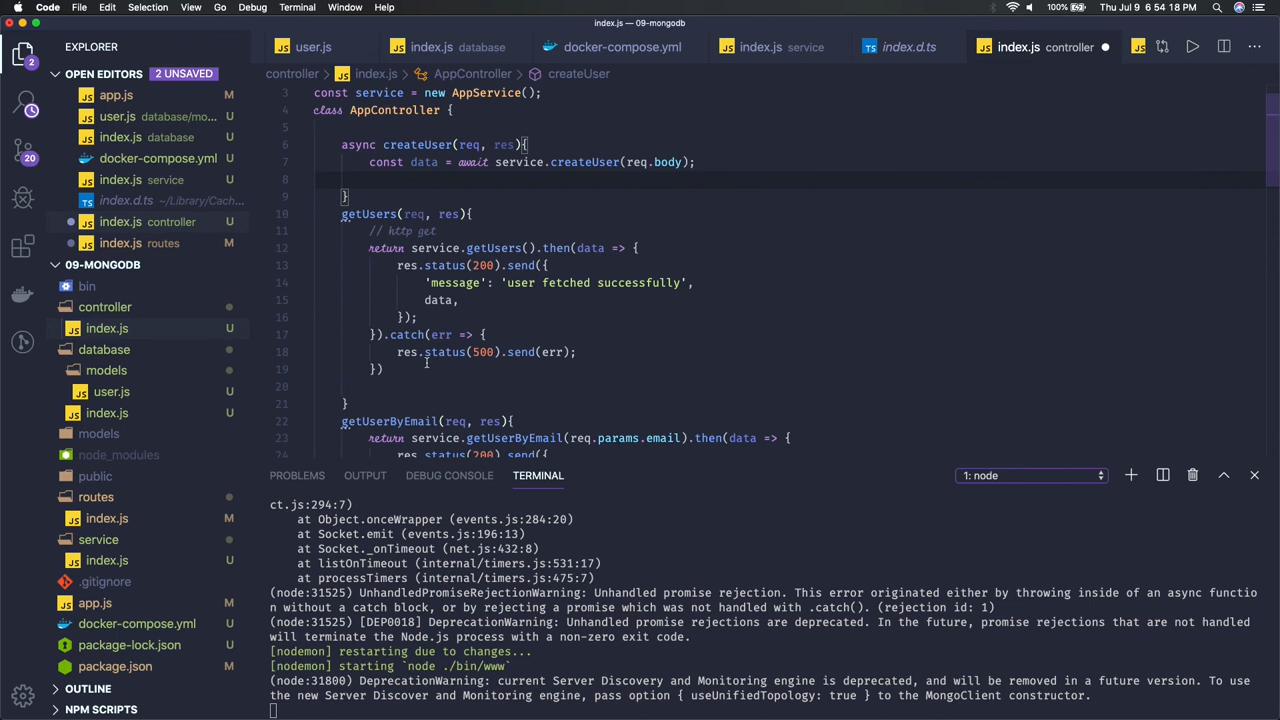 Code File Edit Selection View Go Debug Terminal Window Help 100% Thu Jul 9 6 54 18 PM
index.js — 09-mongodb
2
EXPLORER
user.js
index.js database
docker-compose.yml
index.js service
index.d.ts
index.js controller
OPEN EDITORS 2 UNSAVED
app.js M
user.js database/mo... U
index.js database U
docker-compose.yml U
index.js service U
index.d.ts ~/Library/Cach...
index.js controller U
index.js routes M
20
09-MONGODB
bin
controller
index.js U
database
models
user.js U
index.js U
models
node_modules
public
routes
index.js M
service
index.js U
.gitignore
app.js M
docker-compose.yml U
package-lock.json M
package.json M
OUTLINE
NPM SCRIPTS
controller > index.js > AppController > createUser
3 const service = new AppService();
4 class AppController {
5
6 async createUser(req, res){
7 const data = await service.createUser(req.body);
8
9 }
10 getUsers(req, res){
11 // http get
12 return service.getUsers().then(data => {
13 res.status(200).send({
14 'message': 'user fetched successfully',
15 data,
16 });
17 }).catch(err => {
18 res.status(500).send(err);
19 })
20
21 }
22 getUserByEmail(req, res){
23 return service.getUserByEmail(req.params.email).then(data => {
24 res.status(200).send({
PROBLEMS OUTPUT DEBUG CONSOLE TERMINAL 1: node
ct.js:294:7)
at Object.onceWrapper (events.js:284:20)
at Socket.emit (events.js:196:13)
at Socket._onTimeout (net.js:432:8)
at listOnTimeout (internal/timers.js:531:17)
at processTimers (internal/timers.js:475:7)
(node:31525) UnhandledPromiseRejectionWarning: Unhandled promise rejection. This error originated either by throwing inside of an async functio
n without a catch block, or by rejecting a promise which was not handled with .catch(). (rejection id: 1)
(node:31525) [DEP0018] DeprecationWarning: Unhandled promise rejections are deprecated. In the future, promise rejections that are not handled
will terminate the Node.js process with a non-zero exit code.
[nodemon] restarting due to changes...
[nodemon] starting `node ./bin/www`
(node:31800) DeprecationWarning: current Server Discovery and Monitoring engine is deprecated, and will be removed in a future version. To use
the new Server Discover and Monitoring engine, pass option { useUnifiedTopology: true } to the MongoClient constructor.